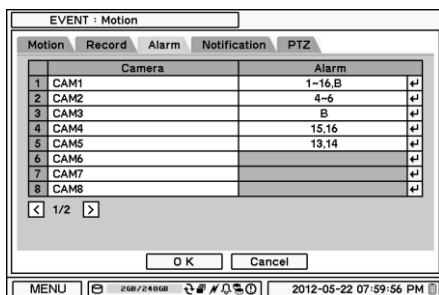 EVENT : Motion
Motion Record Alarm Notification PTZ
Camera Alarm
1 CAM1 1~16,B
2 CAM2 4~6
3 CAM3 B
4 CAM4 15,16
5 CAM5 13,14
6 CAM6
7 CAM7
8 CAM8
< 1/2 >
OK Cancel
MENU 2GB/240GB 2012-05-22 07:59:56 PM